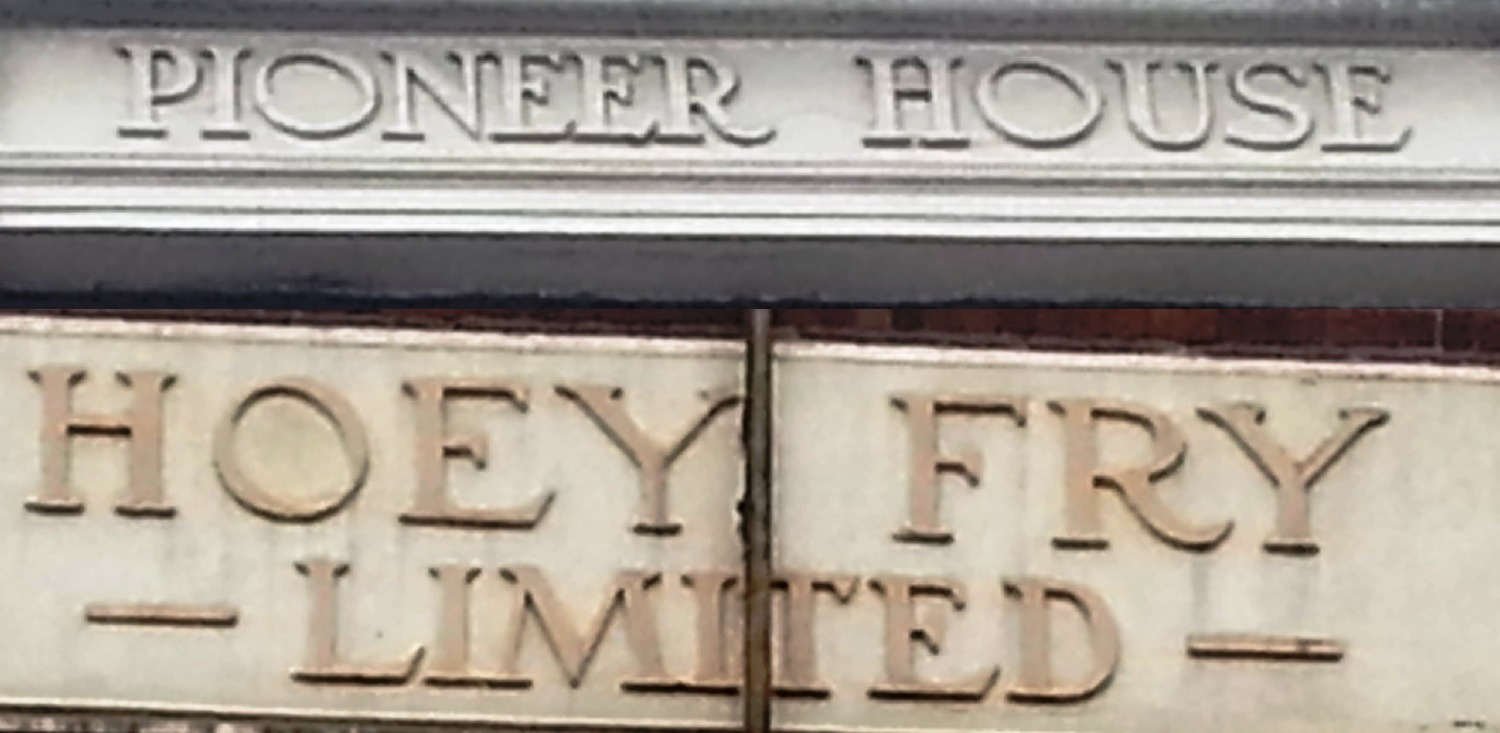 PIONEER HOUSE
HOEY FRY
— LIMITED —